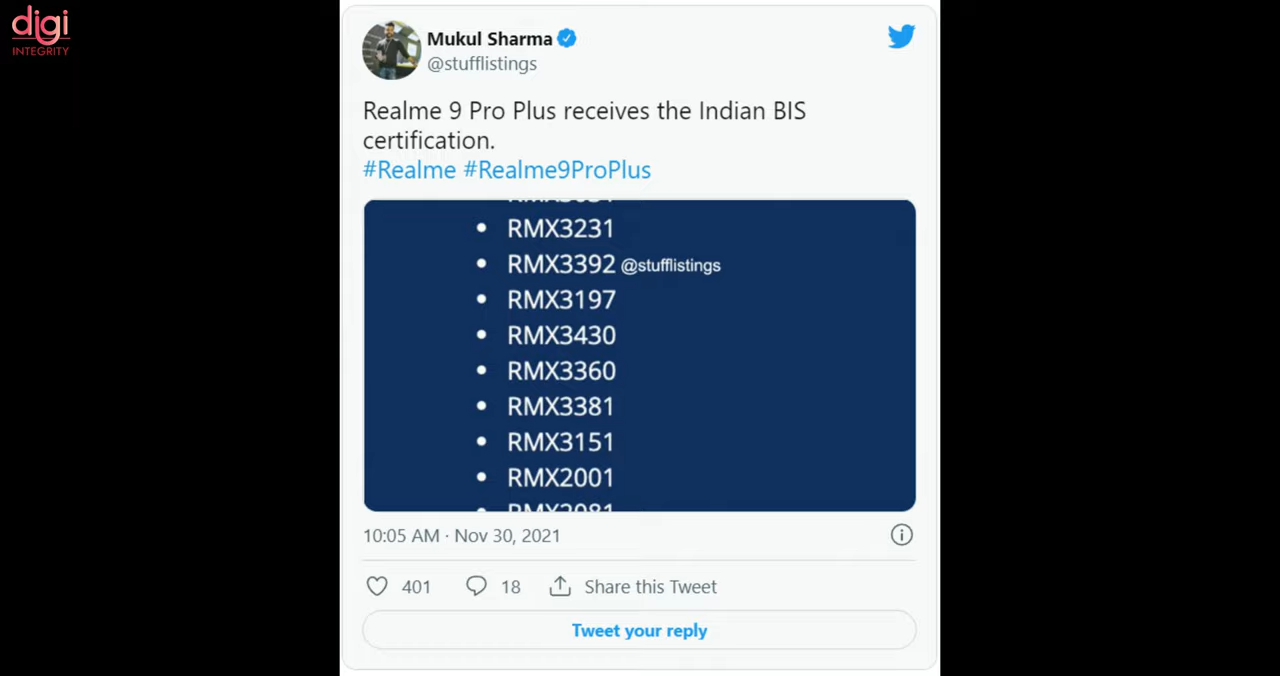 digi
INTEGRITY
Mukul Sharma
@stufflistings
Realme 9 Pro Plus receives the Indian BIS
certification.
#Realme #Realme9ProPlus
• RMX3231
• RMX3392 @stufflistings
• RMX3197
• RMX3430
• RMX3360
• RMX3381
• RMX3151
• RMX2001
10:05 AM · Nov 30, 2021
401 18 Share this Tweet
Tweet your reply